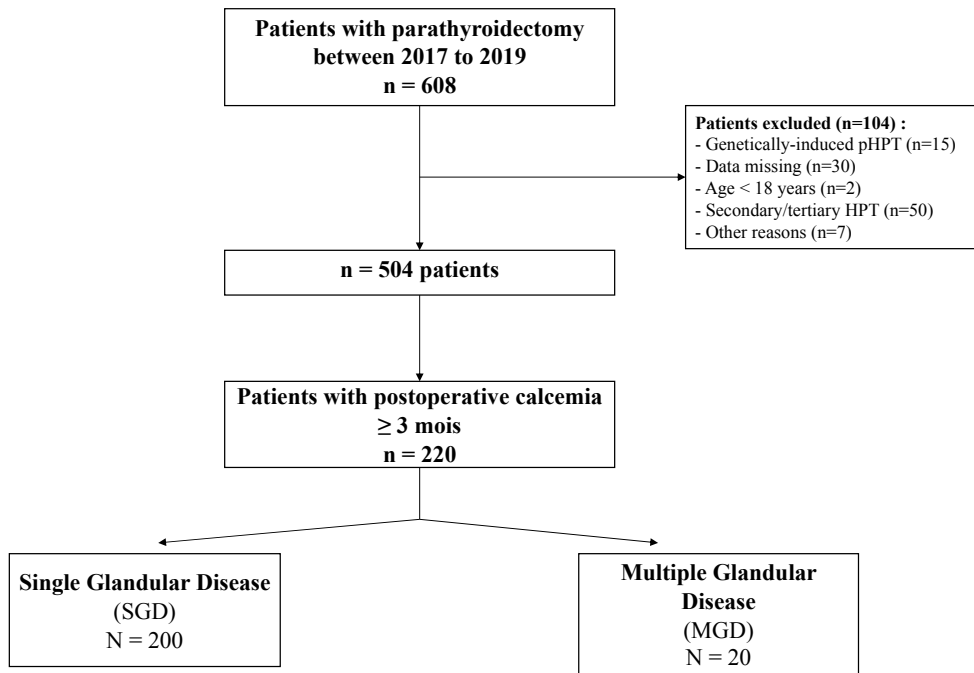 Patients with parathyroidectomy
between 2017 to 2019
n = 608
Patients excluded (n=104) :
- Genetically-induced pHPT (n=15)
- Data missing (n=30)
- Age < 18 years (n=2)
- Secondary/tertiary HPT (n=50)
- Other reasons (n=7)
n = 504 patients
Patients with postoperative calcemia
≥ 3 mois
n = 220
Single Glandular Disease
(SGD)
N = 200
Multiple Glandular
Disease
(MGD)
N = 20